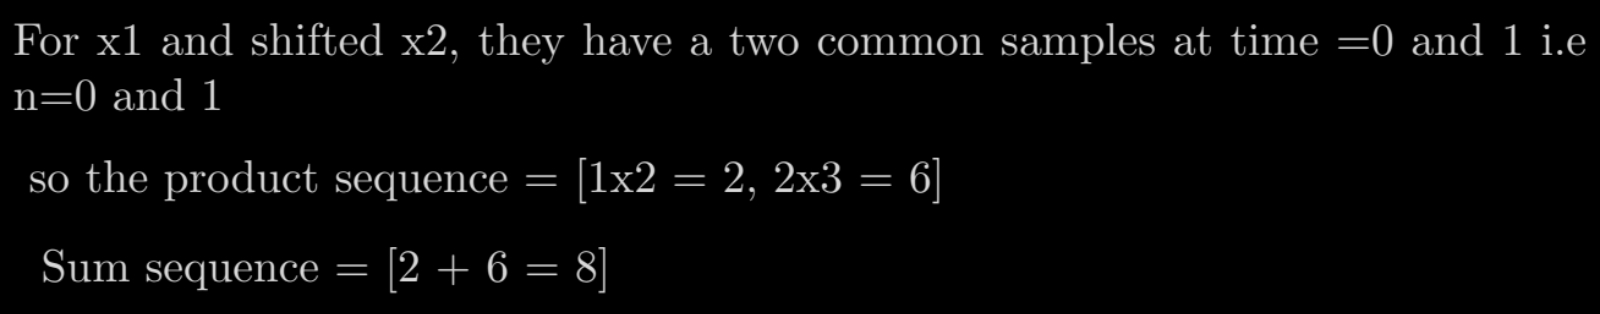 For x1 and shifted x2, they have a two common samples at time =0 and 1 i.e
n=0 and 1
so the product sequence = [1x2 = 2, 2x3 = 6]
Sum sequence = [2 + 6 = 8]